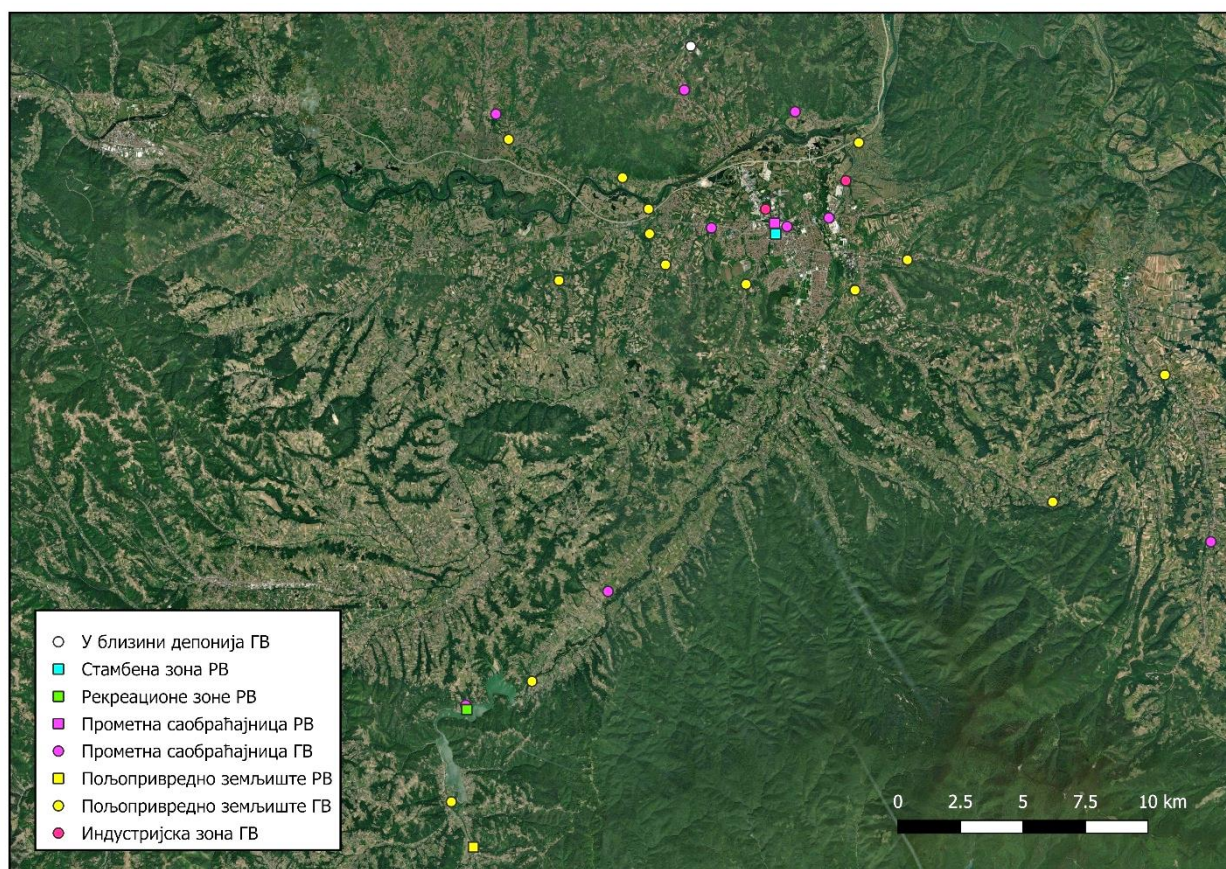 У близини депонија ГВ
Стамбена зона РВ
Рекреационе зоне РВ
Прометна саобраћајница РВ
Прометна саобраћајница ГВ
Пољопривредно земљиште РВ
Пољопривредно земљиште ГВ
Индустријска зона ГВ
0 2.5 5 7.5 10 km